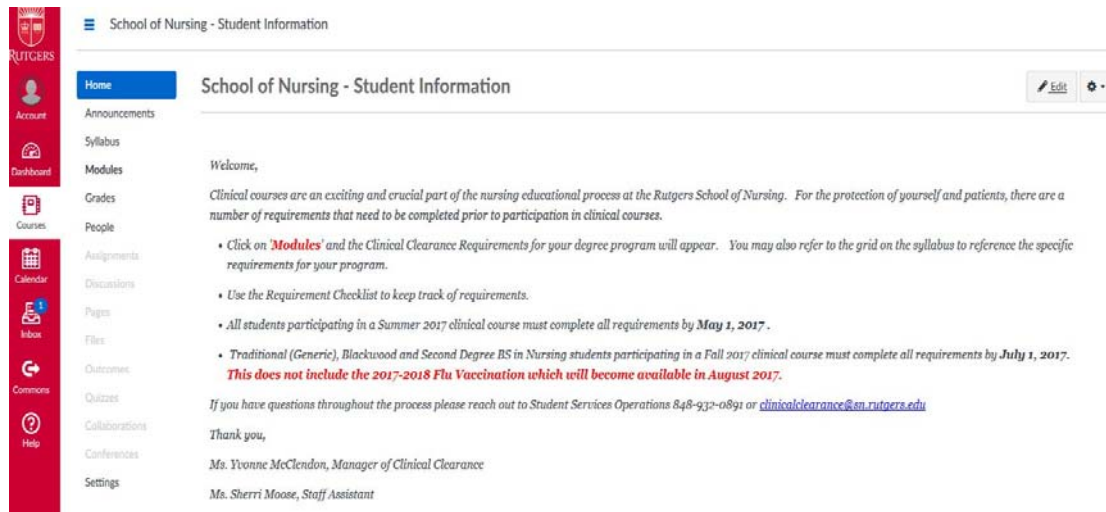 School of Nursing - Student Information
RUTGERS
Account
Dashboard
Courses
Calendar
1
Inbox
Commons
Help
Home
Announcements
Syllabus
Modules
Grades
People
Assignments
Discussions
Pages
Files
Outcomes
Quizzes
Collaborations
Conferences
Settings
School of Nursing - Student Information
Edit
Welcome,
Clinical courses are an exciting and crucial part of the nursing educational process at the Rutgers School of Nursing. For the protection of yourself and patients, there are a
number of requirements that need to be completed prior to participation in clinical courses.
• Click on 'Modules' and the Clinical Clearance Requirements for your degree program will appear. You may also refer to the grid on the syllabus to reference the specific
requirements for your program.
• Use the Requirement Checklist to keep track of requirements.
• All students participating in a Summer 2017 clinical course must complete all requirements by May 1, 2017 .
• Traditional (Generic), Blackwood and Second Degree BS in Nursing students participating in a Fall 2017 clinical course must complete all requirements by July 1, 2017.
This does not include the 2017-2018 Flu Vaccination which will become available in August 2017.
If you have questions throughout the process please reach out to Student Services Operations 848-932-0891 or clinicalclearance@sn.rutgers.edu
Thank you,
Ms. Yvonne McClendon, Manager of Clinical Clearance
Ms. Sherri Moose, Staff Assistant